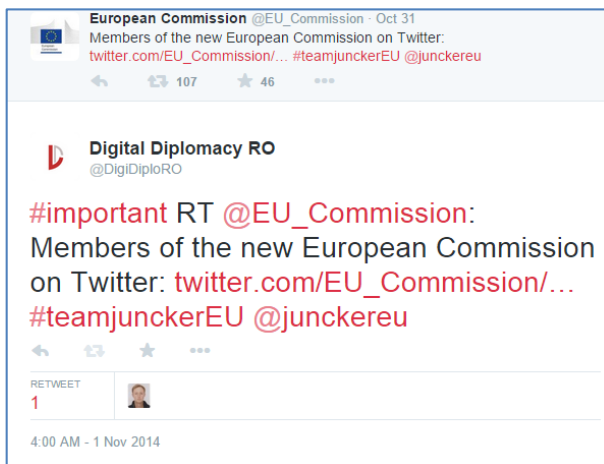 European Commission @EU_Commission · Oct 31
Members of the new European Commission on Twitter:
twitter.com/EU_Commission/... #teamjunckerEU @junckereu
107 46
Digital Diplomacy RO
@DigiDiploRO
#important RT @EU_Commission:
Members of the new European Commission
on Twitter: twitter.com/EU_Commission/...
#teamjunckerEU @junckereu
RETWEET
1
4:00 AM - 1 Nov 2014